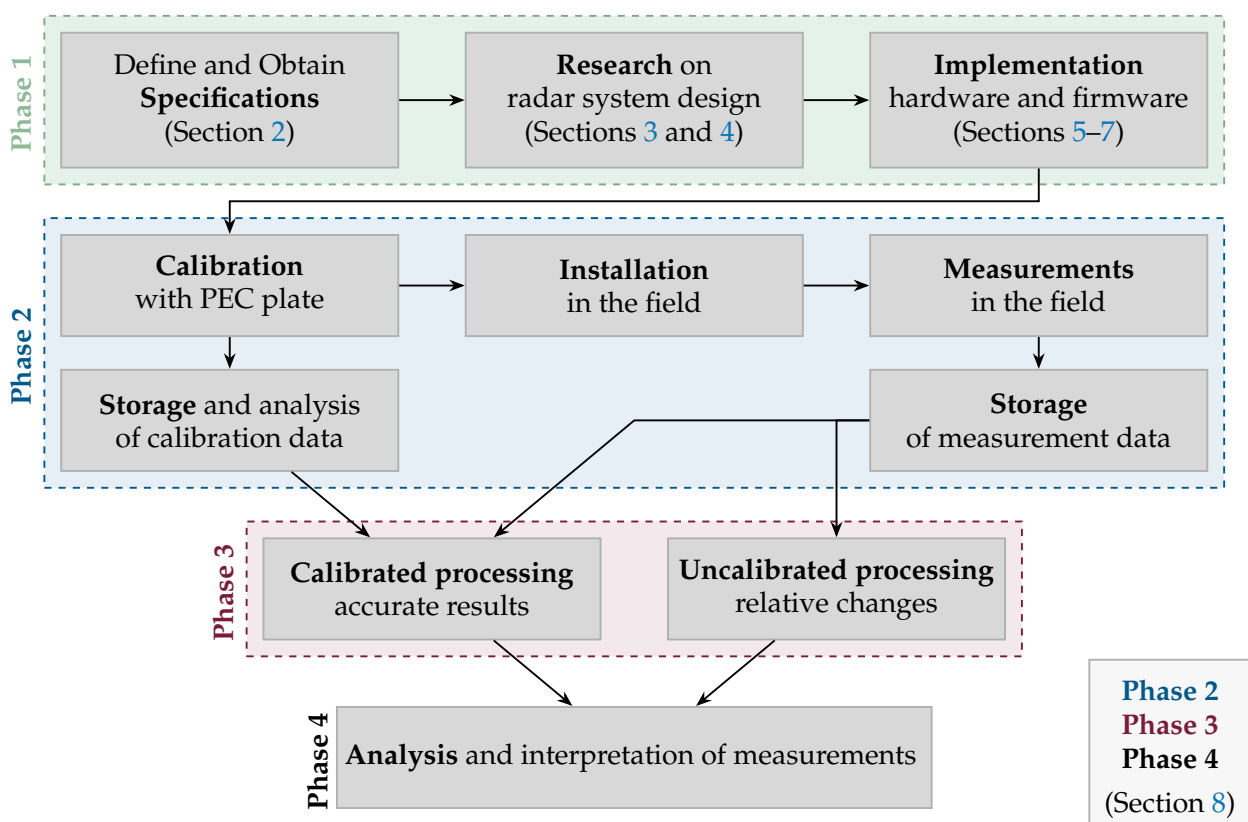 Phase 1
Define and Obtain
Specifications
(Section 2)
Research on
radar system design
(Sections 3 and 4)
Implementation
hardware and firmware
(Sections 5–7)
Phase 2
Calibration
with PEC plate
Installation
in the field
Measurements
in the field
Storage and analysis
of calibration data
Storage
of measurement data
Phase 3
Calibrated processing
accurate results
Uncalibrated processing
relative changes
Phase 4
Analysis and interpretation of measurements
Phase 2
Phase 3
Phase 4
(Section 8)